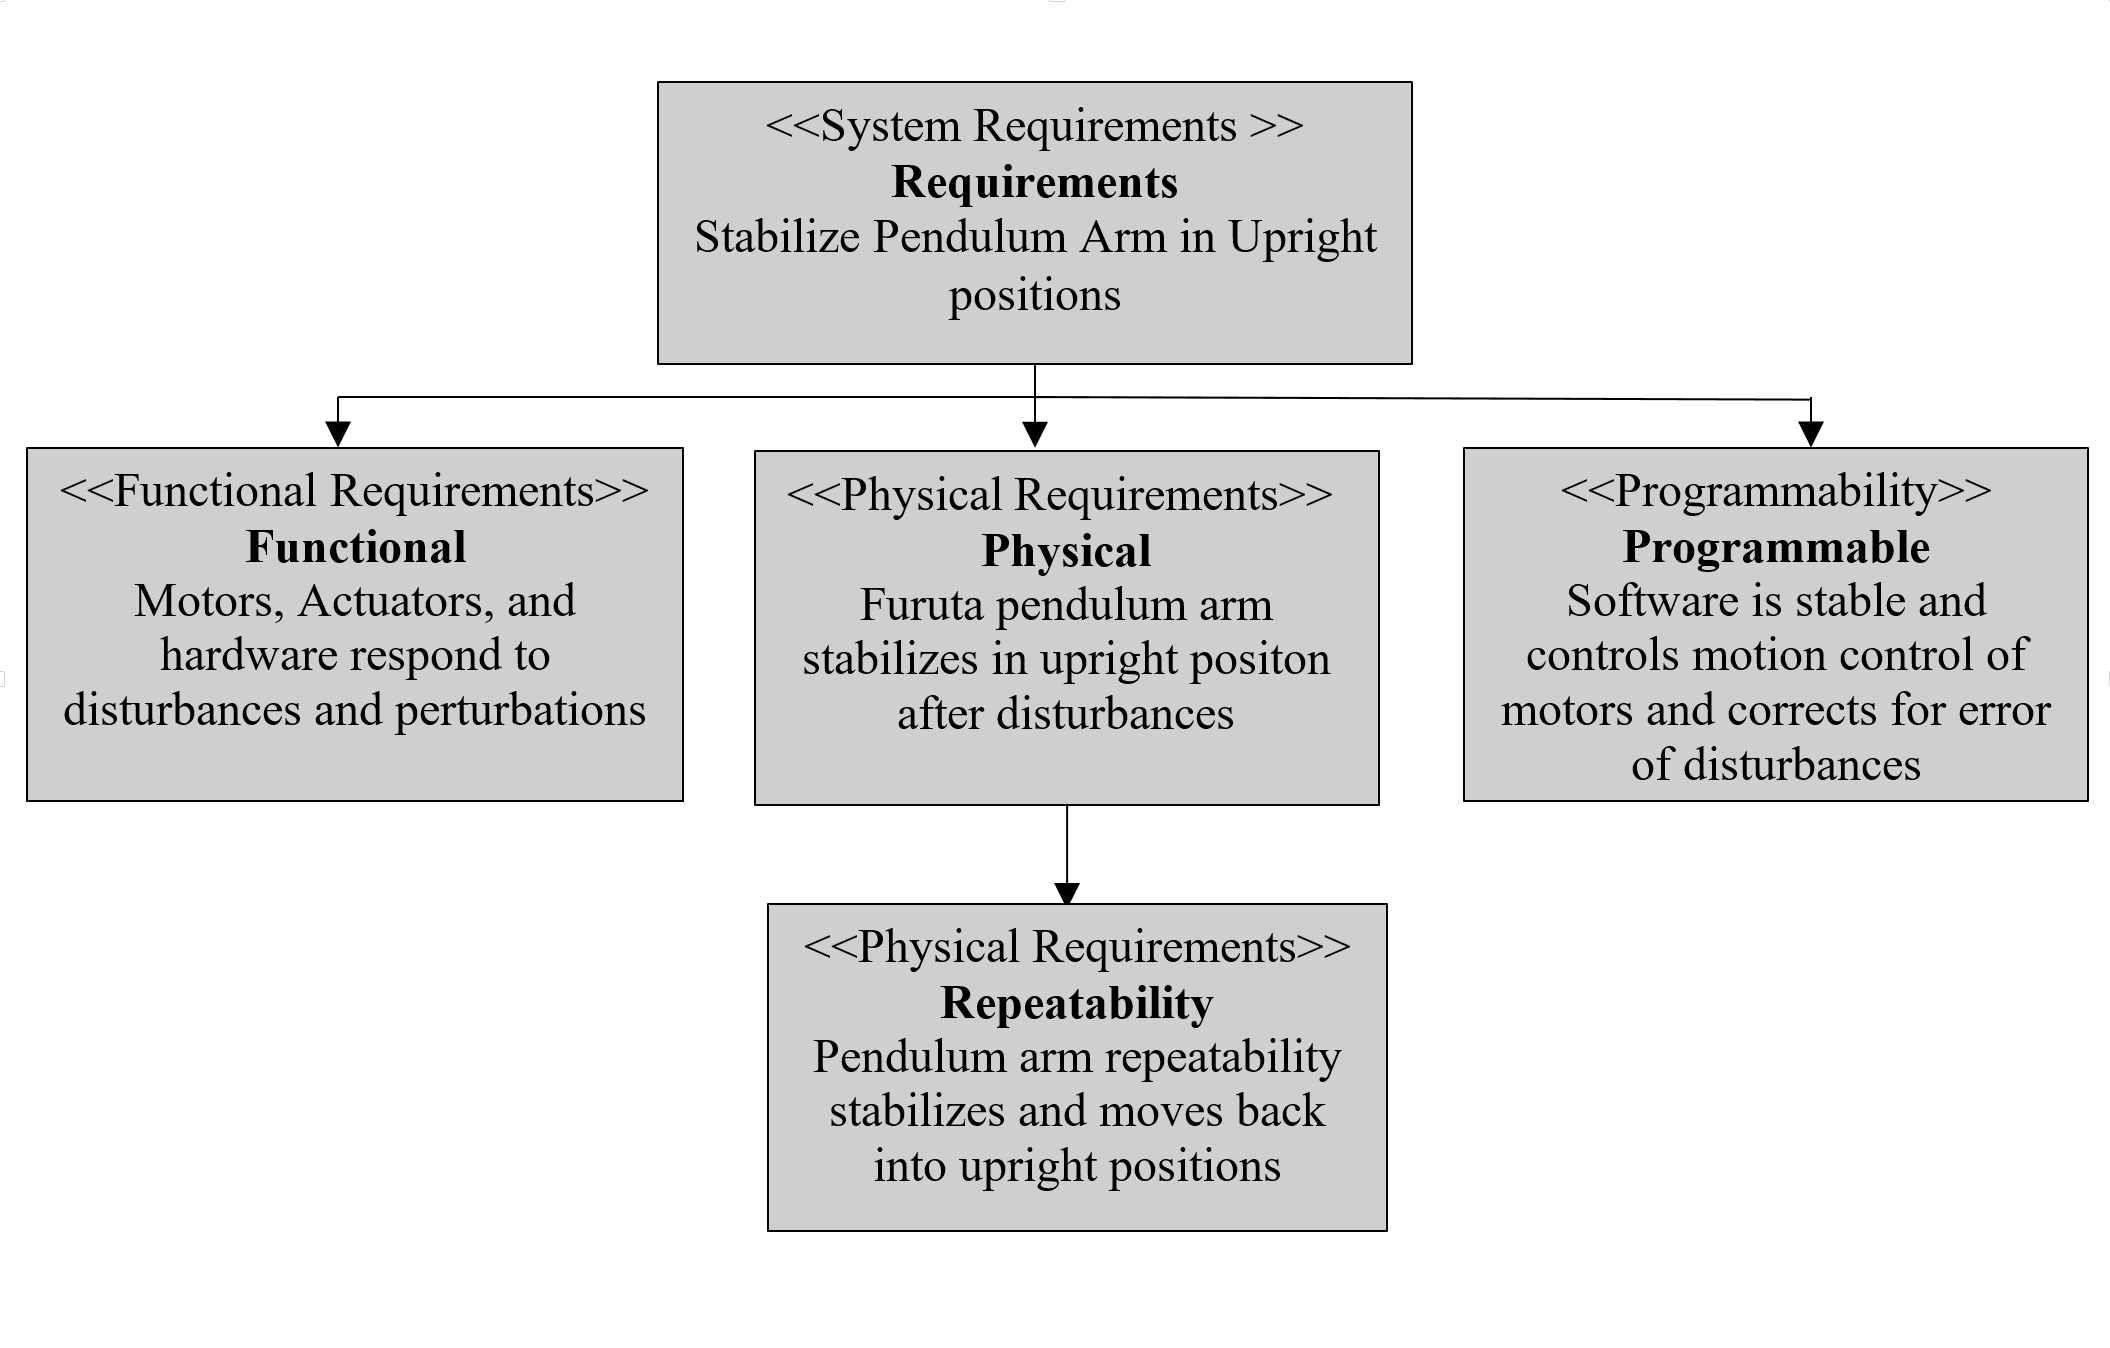 <<System Requirements >>
Requirements
Stabilize Pendulum Arm in Upright
positions
<<Functional Requirements>>
Functional
Motors, Actuators, and
hardware respond to
disturbances and perturbations
<<Physical Requirements>>
Physical
Furuta pendulum arm
stabilizes in upright positon
after disturbances
<<Programmability>>
Programmable
Software is stable and
controls motion control of
motors and corrects for error
of disturbances
<<Physical Requirements>>
Repeatability
Pendulum arm repeatability
stabilizes and moves back
into upright positions